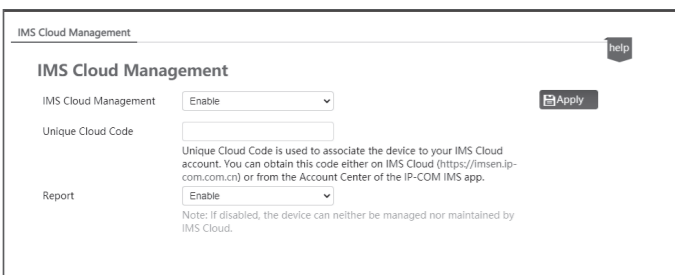 IMS Cloud Management
help
IMS Cloud Management
IMS Cloud Management Enable Apply
Unique Cloud Code
Unique Cloud Code is used to associate the device to your IMS Cloud
account. You can obtain this code either on IMS Cloud (https://imsen.ip-
com.com.cn) or from the Account Center of the IP-COM IMS app.
Report Enable
Note: If disabled, the device can neither be managed nor maintained by
IMS Cloud.